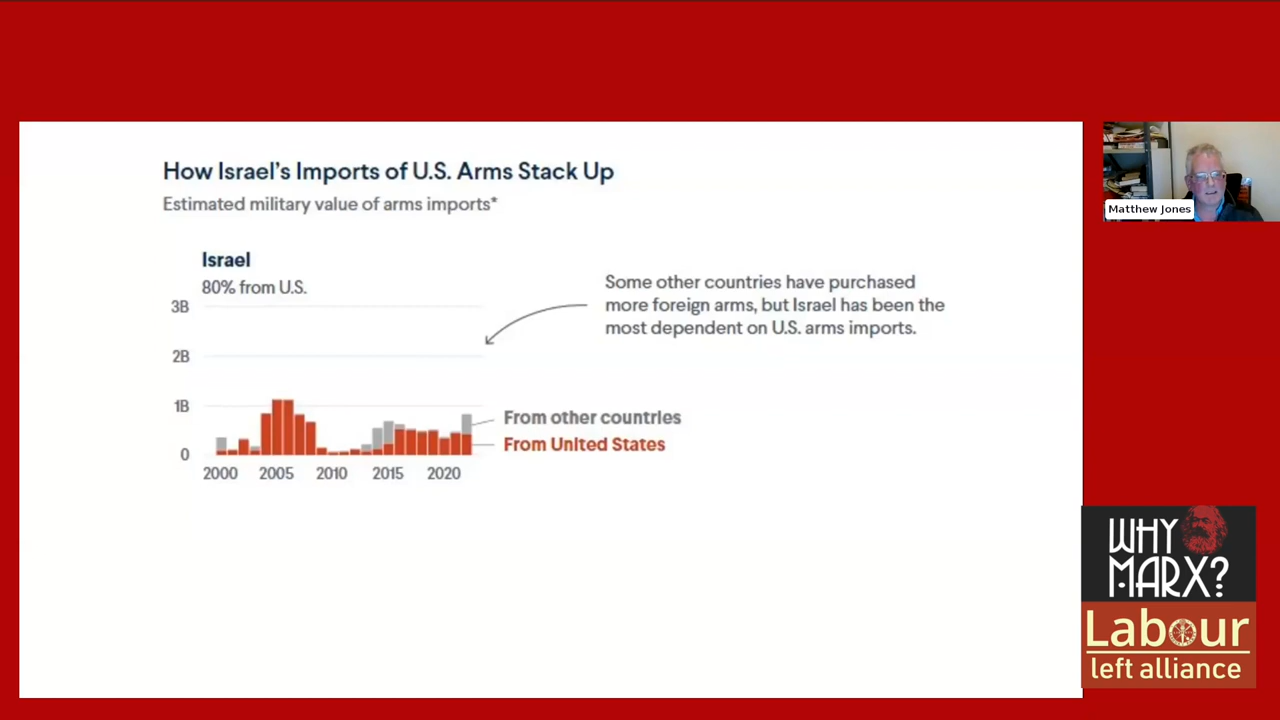 How Israel's Imports of U.S. Arms Stack Up
Estimated military value of arms imports*
Israel
80% from U.S.
3B
2B
1B
0
2000 2005 2010 2015 2020
Some other countries have purchased
more foreign arms, but Israel has been the
most dependent on U.S. arms imports.
From other countries
From United States
Matthew Jones
WHY
MARX?
Labour
left alliance